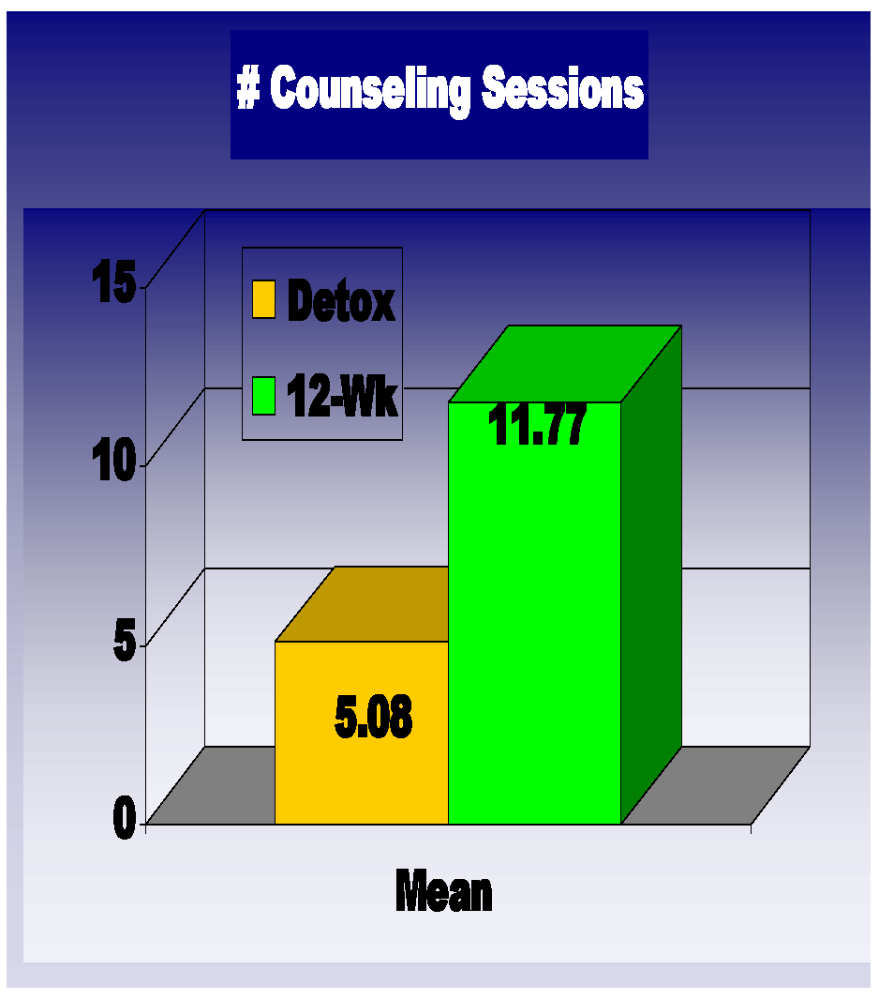 # Counseling Sessions
15
10
5
0
Detox
12-Wk
11.77
5.08
Mean